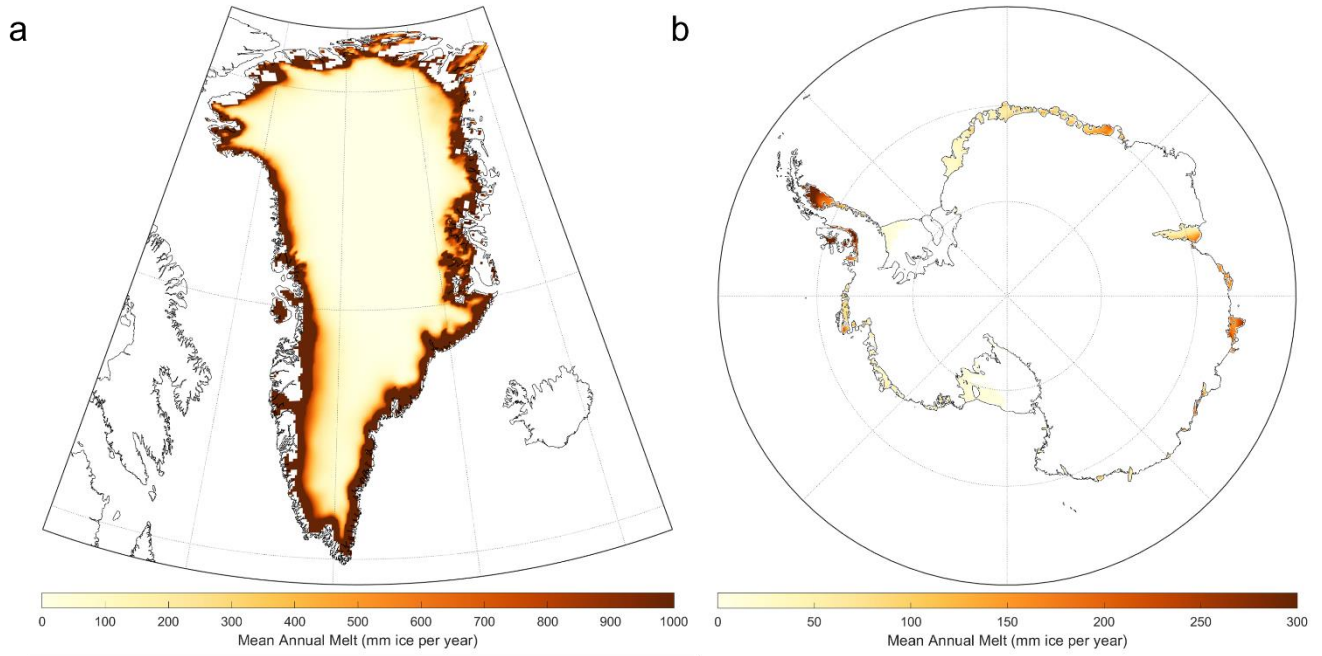 a
b
0 100 200 300 400 500 600 700 800 900 1000
Mean Annual Melt (mm ice per year)
0 50 100 150 200 250 300
Mean Annual Melt (mm ice per year)